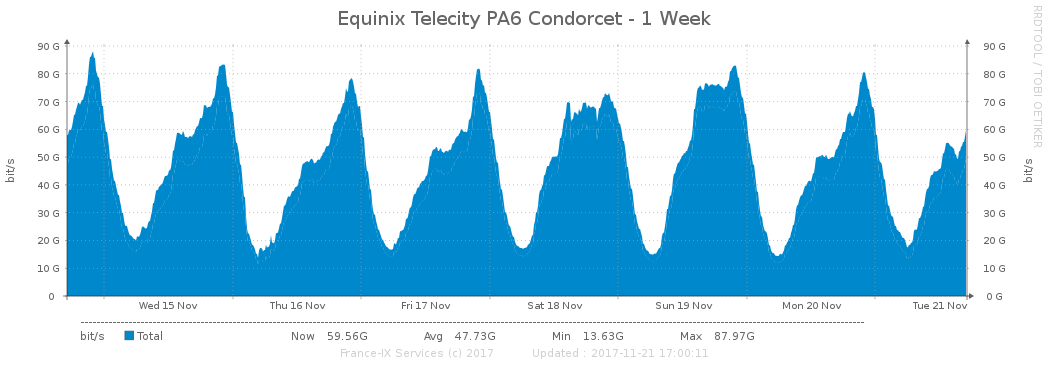 Equinix Telecity PA6 Condorcet - 1 Week
RRDTOOL / TOBI OETIKER
90 G 90 G
80 G 80 G
70 G 70 G
60 G 60 G
50 G 50 G
40 G 40 G
30 G 30 G
20 G 20 G
10 G 10 G
0 0 G
bit/s bit/s
Wed 15 Nov Thu 16 Nov Fri 17 Nov Sat 18 Nov Sun 19 Nov Mon 20 Nov Tue 21 Nov
bit/s Total Now 59.56G Avg 47.73G Min 13.63G Max 87.97G
France-IX Services (c) 2017 Updated : 2017-11-21 17:00:11